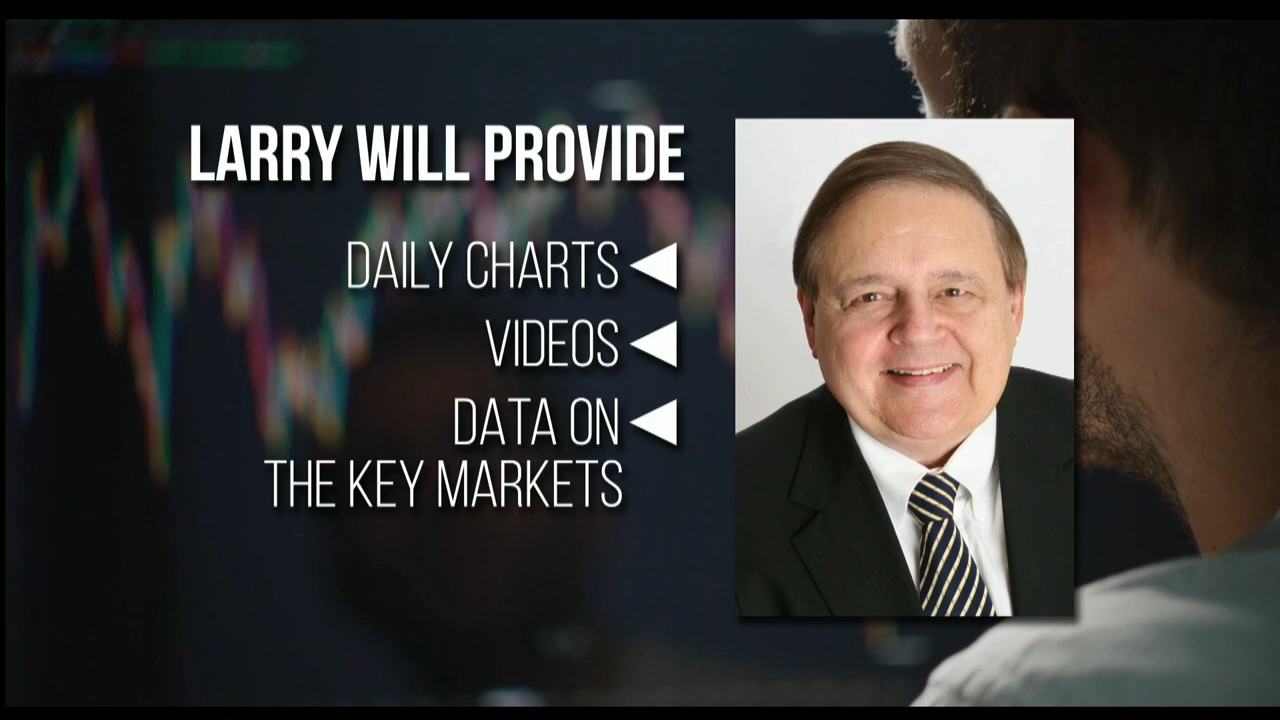 LARRY WILL PROVIDE
DAILY CHARTS
VIDEOS
DATA ON
THE KEY MARKETS